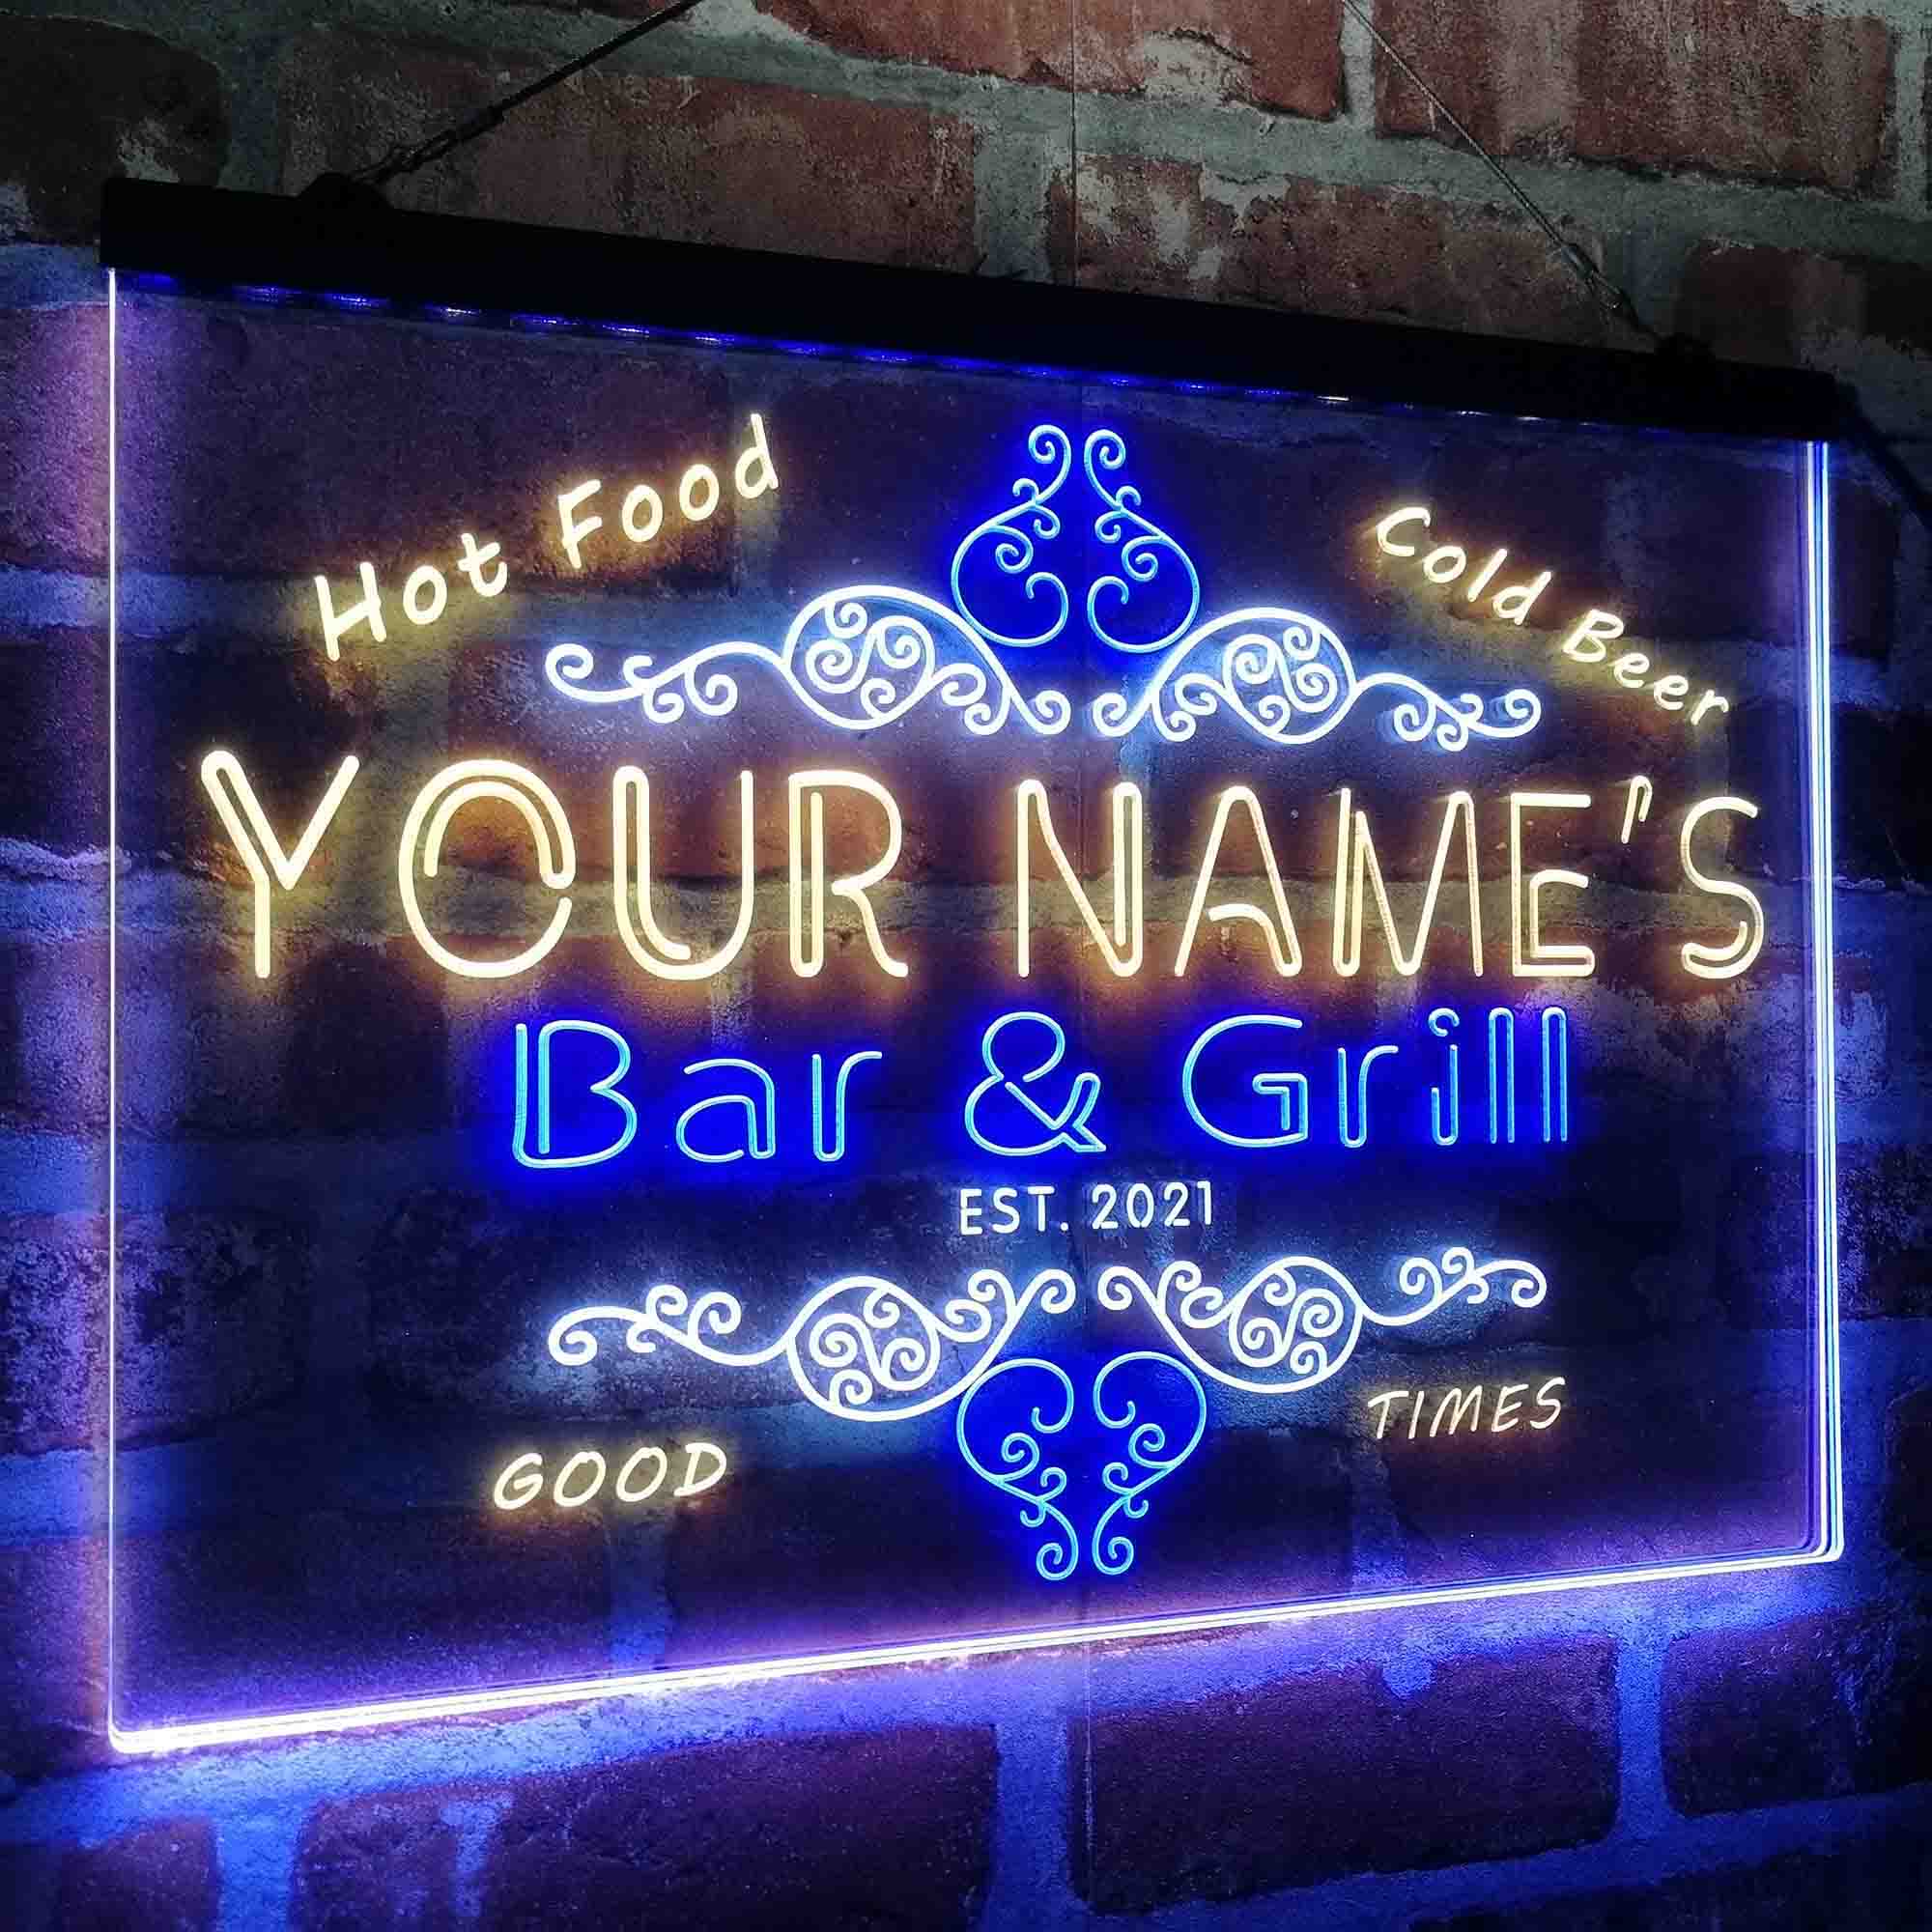 Hot Food
Cold Beer
YOUR NAME'S
Bar & Grill
EST. 2021
GOOD
TIMES